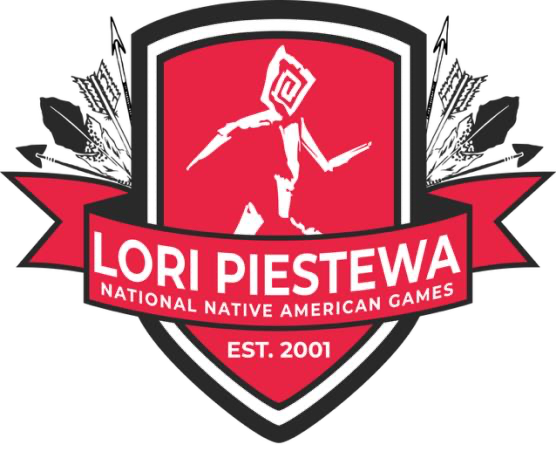 LORI PIESTEWA
NATIONAL NATIVE AMERICAN GAMES
EST. 2001